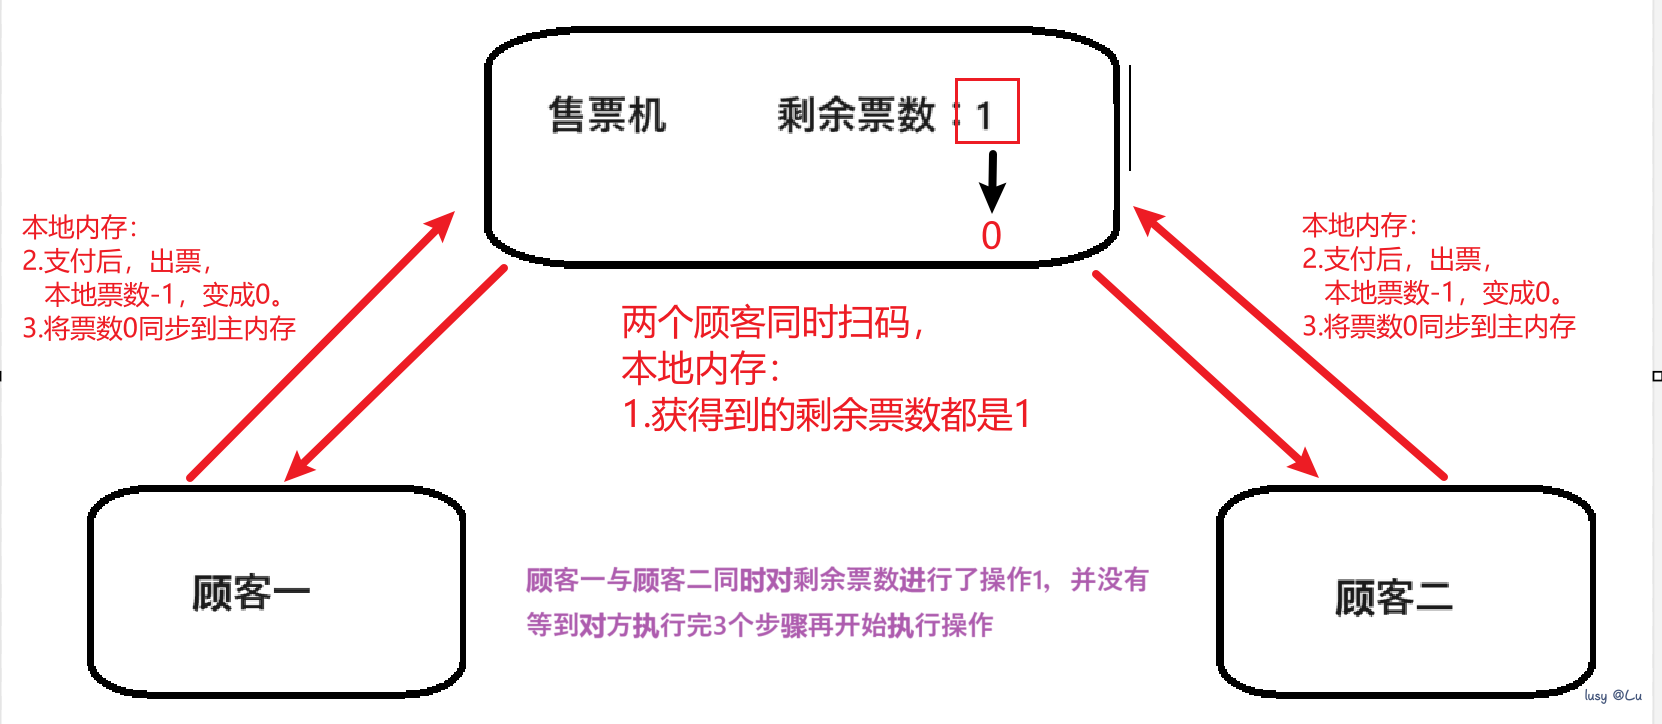 售票机 剩余票数：1
0
本地内存：
2.支付后，出票，
本地票数-1，变成0。
3.将票数0同步到主内存
本地内存：
2.支付后，出票，
本地票数-1，变成0。
3.将票数0同步到主内存
两个顾客同时扫码，
本地内存：
1.获得到的剩余票数都是1
顾客一
顾客一与顾客二同时对剩余票数进行了操作1，并没有
等到对方执行完3个步骤再开始执行操作
顾客二
lusy @Lu